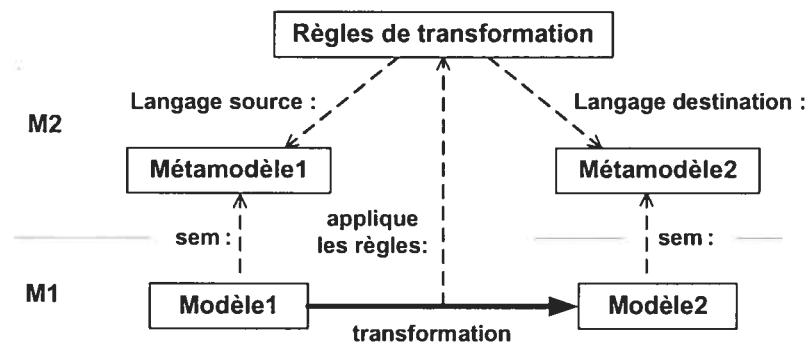 Règles de transformation
Langage source :
Langage destination :
M2
Métamodèle1
Métamodèle2
applique
les règles:
sem :
sem :
M1
Modèle1
Modèle2
transformation